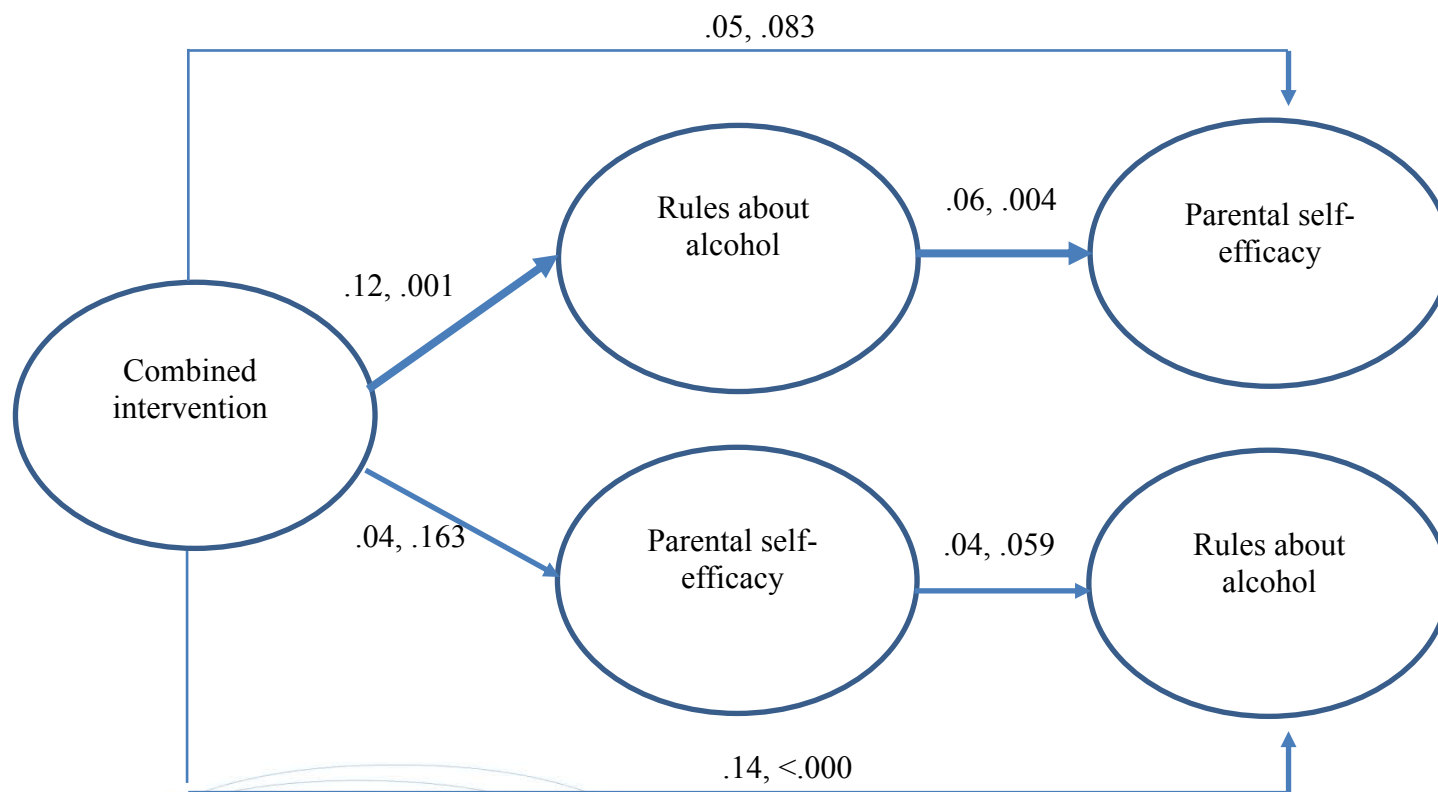 .05, .083
Rules about
alcohol
.06, .004
Parental self-
efficacy
.12, .001
Combined
intervention
.04, .163
Parental self-
efficacy
.04, .059
Rules about
alcohol
.14, <.000